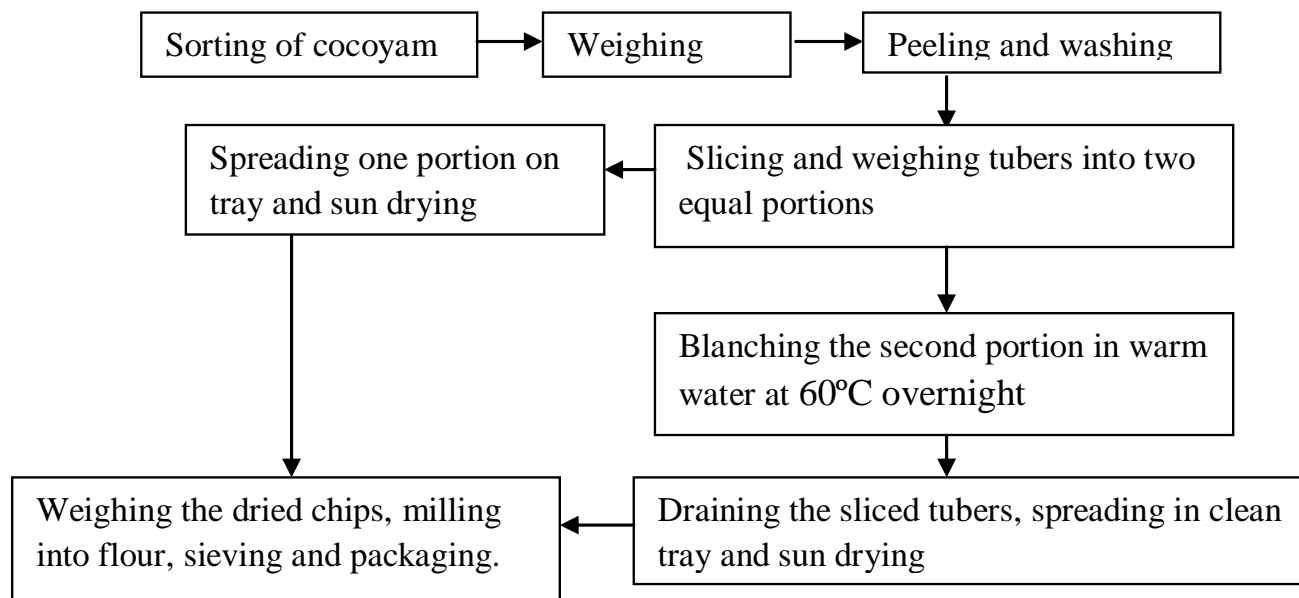 Sorting of cocoyam
Weighing
Peeling and washing
Spreading one portion on
tray and sun drying
Slicing and weighing tubers into two
equal portions
Blanching the second portion in warm
water at 60ºC overnight
Weighing the dried chips, milling
into flour, sieving and packaging.
Draining the sliced tubers, spreading in clean
tray and sun drying